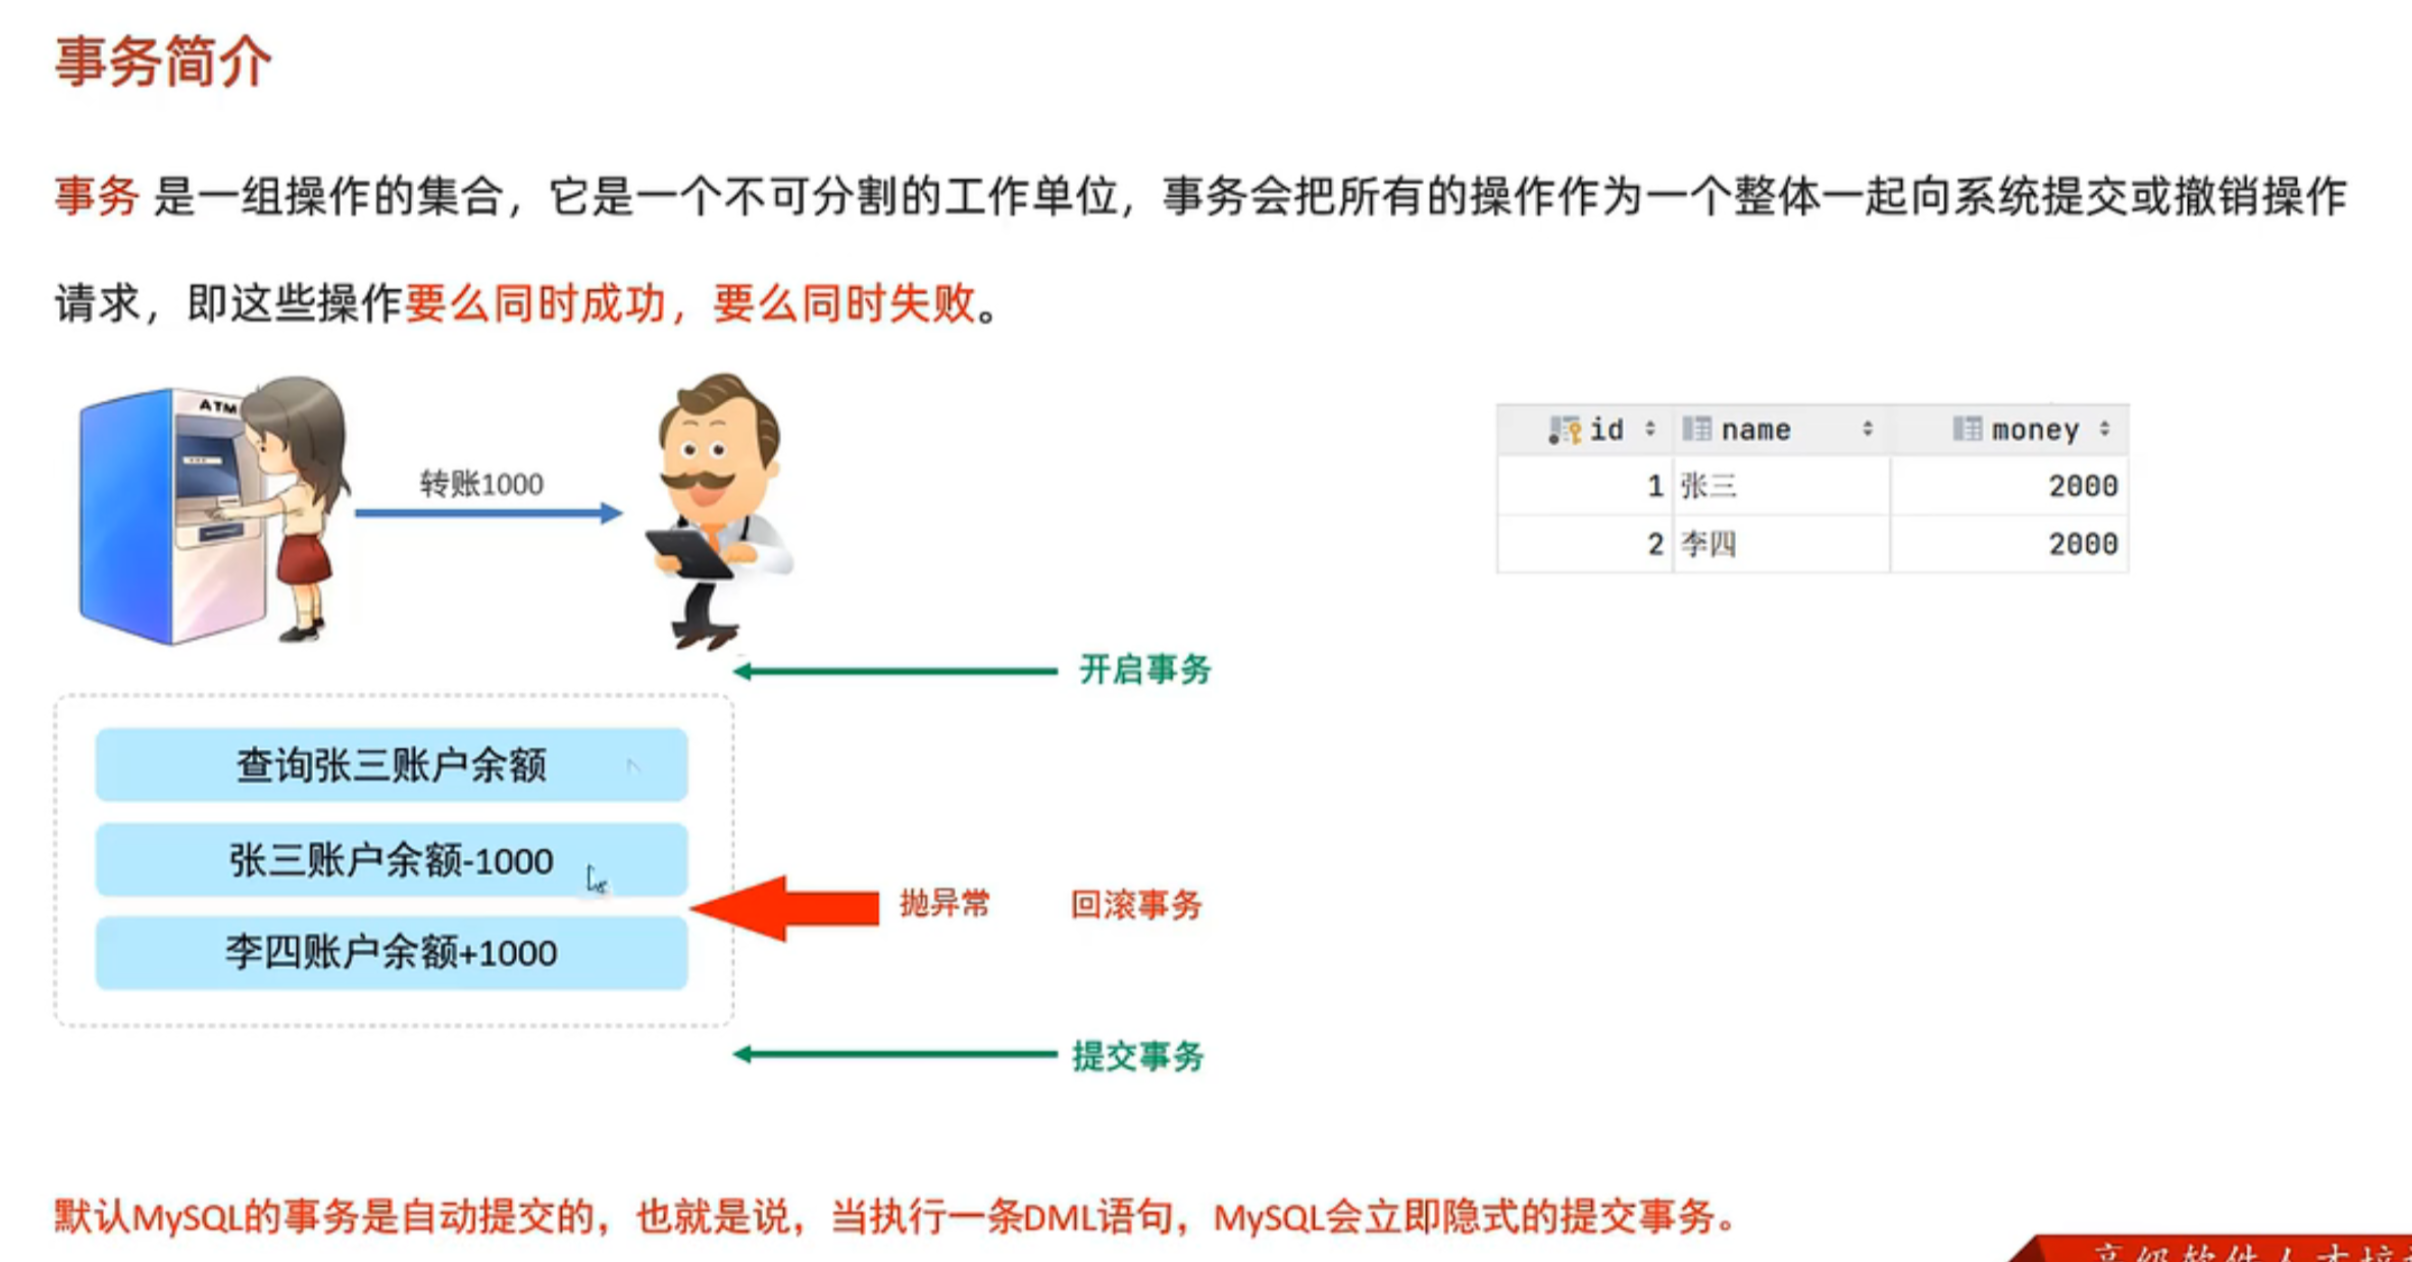 事务简介
事务 是一组操作的集合，它是一个不可分割的工作单位，事务会把所有的操作作为一个整体一起向系统提交或撤销操作
请求，即这些操作要么同时成功，要么同时失败。
ATM
转账1000
id name money
1 张三 2000
2 李四 2000
开启事务
查询张三账户余额
张三账户余额-1000
抛异常 回滚事务
李四账户余额+1000
提交事务
默认MySQL的事务是自动提交的，也就是说，当执行一条DML语句，MySQL会立即隐式的提交事务。
高级软件人才培